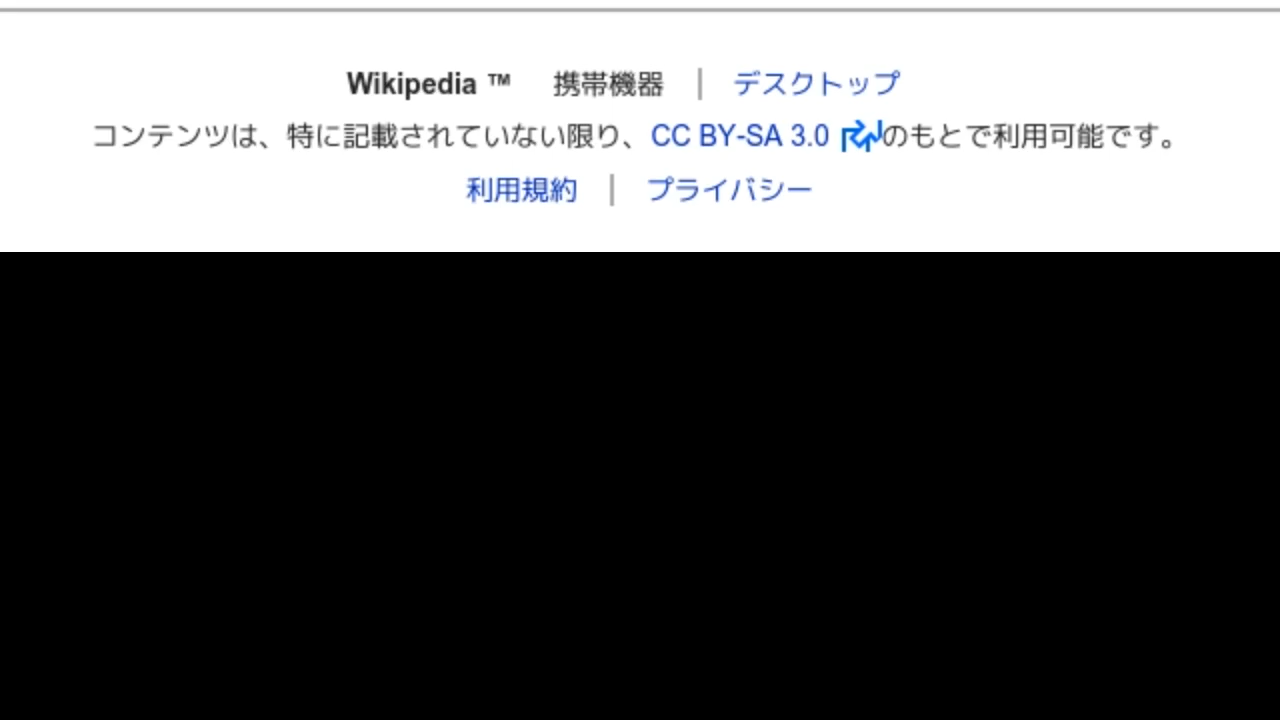 Wikipedia ™ 携帯機器 | デスクトップ
コンテンツは、特に記載されていない限り、CC BY-SA 3.0 のもとで利用可能です。
利用規約 | プライバシー